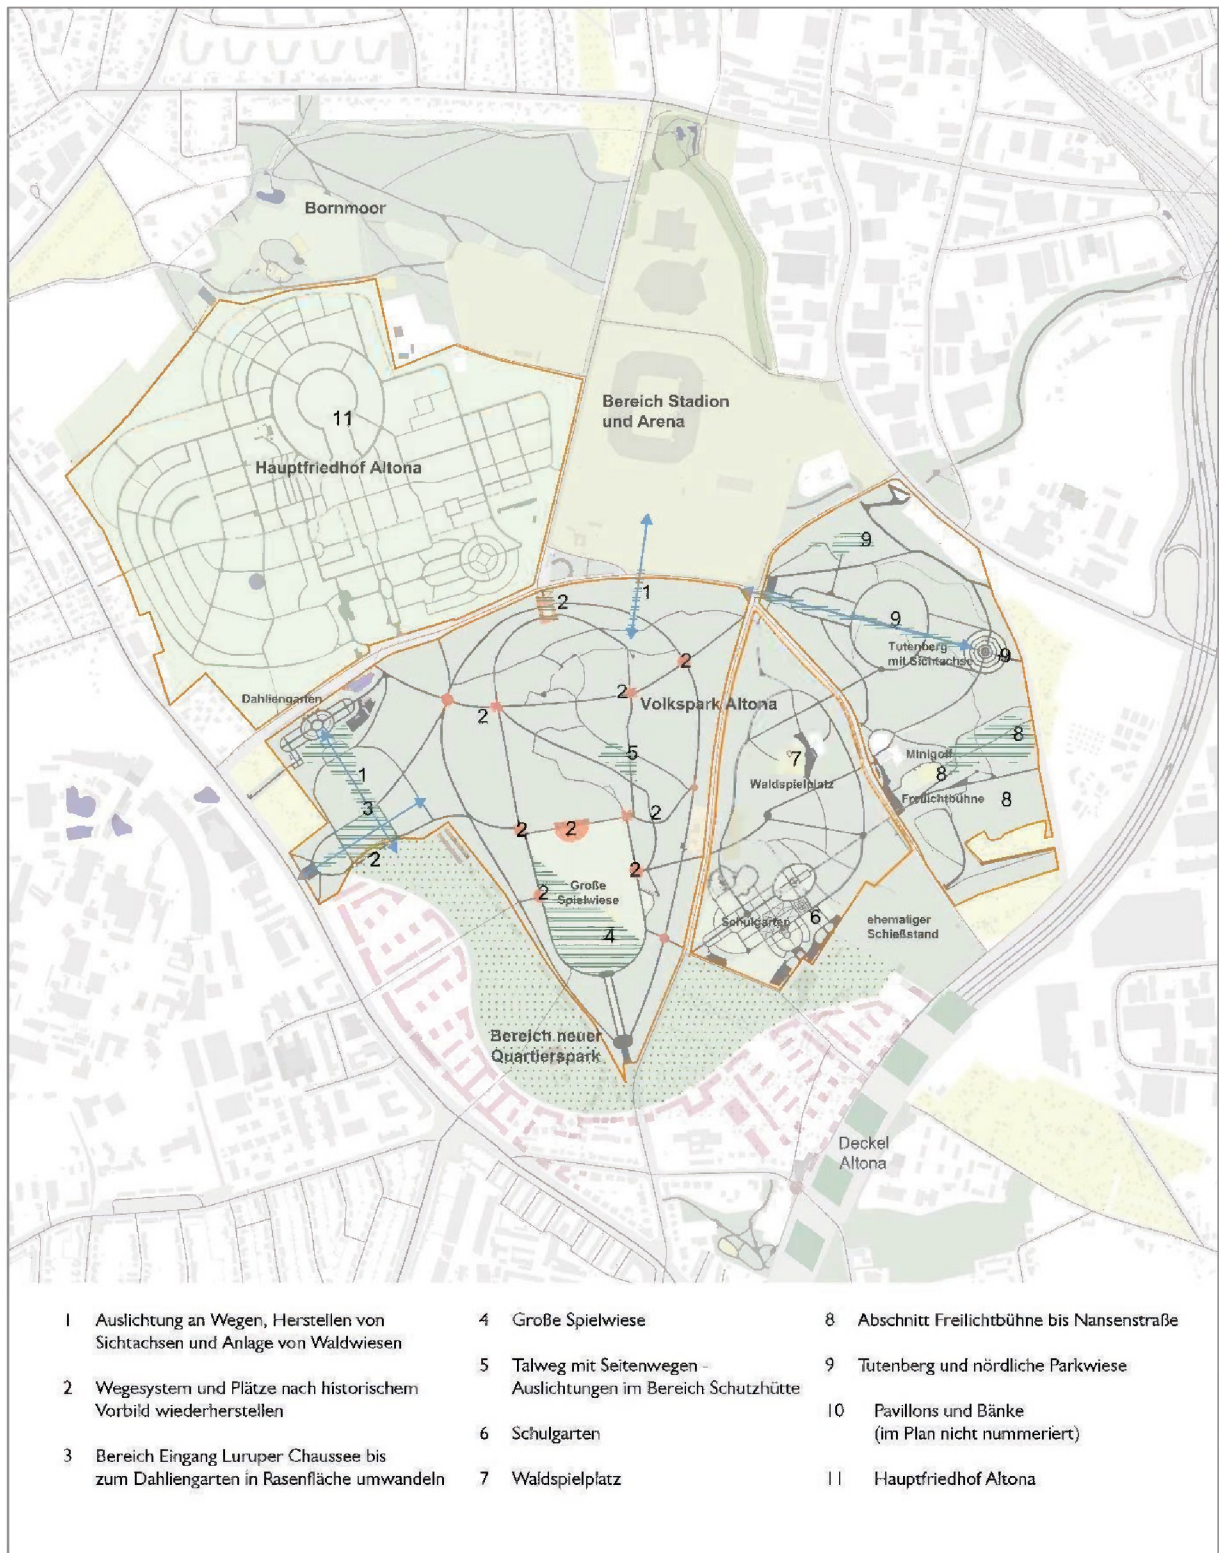 Bornmoor
Bereich Stadion
und Arena
11
Hauptfriedhof Altona
9
1
2
9
Tutenberg
mit Sichtachse
9
2
Dahliengarten
2
2
Volkspark Altona
8
5
1
7
Minigolf
8
Waldspielplatz
Freilichtbühne
8
3
2
2
2
2
2
2
Große
Spielwiese
2
4
Schulgarten
6
ehemaliger
Schießstand
Bereich neuer
Quartierspark
Deckel
Altona
1 Auslichtung an Wegen, Herstellen von
Sichtachsen und Anlage von Waldwiesen
2 Wegesystem und Plätze nach historischem
Vorbild wiederherstellen
3 Bereich Eingang Luruper Chaussee bis
zum Dahliengarten in Rasenfläche umwandeln
4 Große Spielwiese
5 Talweg mit Seitenwegen -
Auslichtungen im Bereich Schutzhütte
6 Schulgarten
7 Waldspielplatz
8 Abschnitt Freilichtbühne bis Nansenstraße
9 Tutenberg und nördliche Parkwiese
10 Pavillons und Bänke
(im Plan nicht nummeriert)
11 Hauptfriedhof Altona